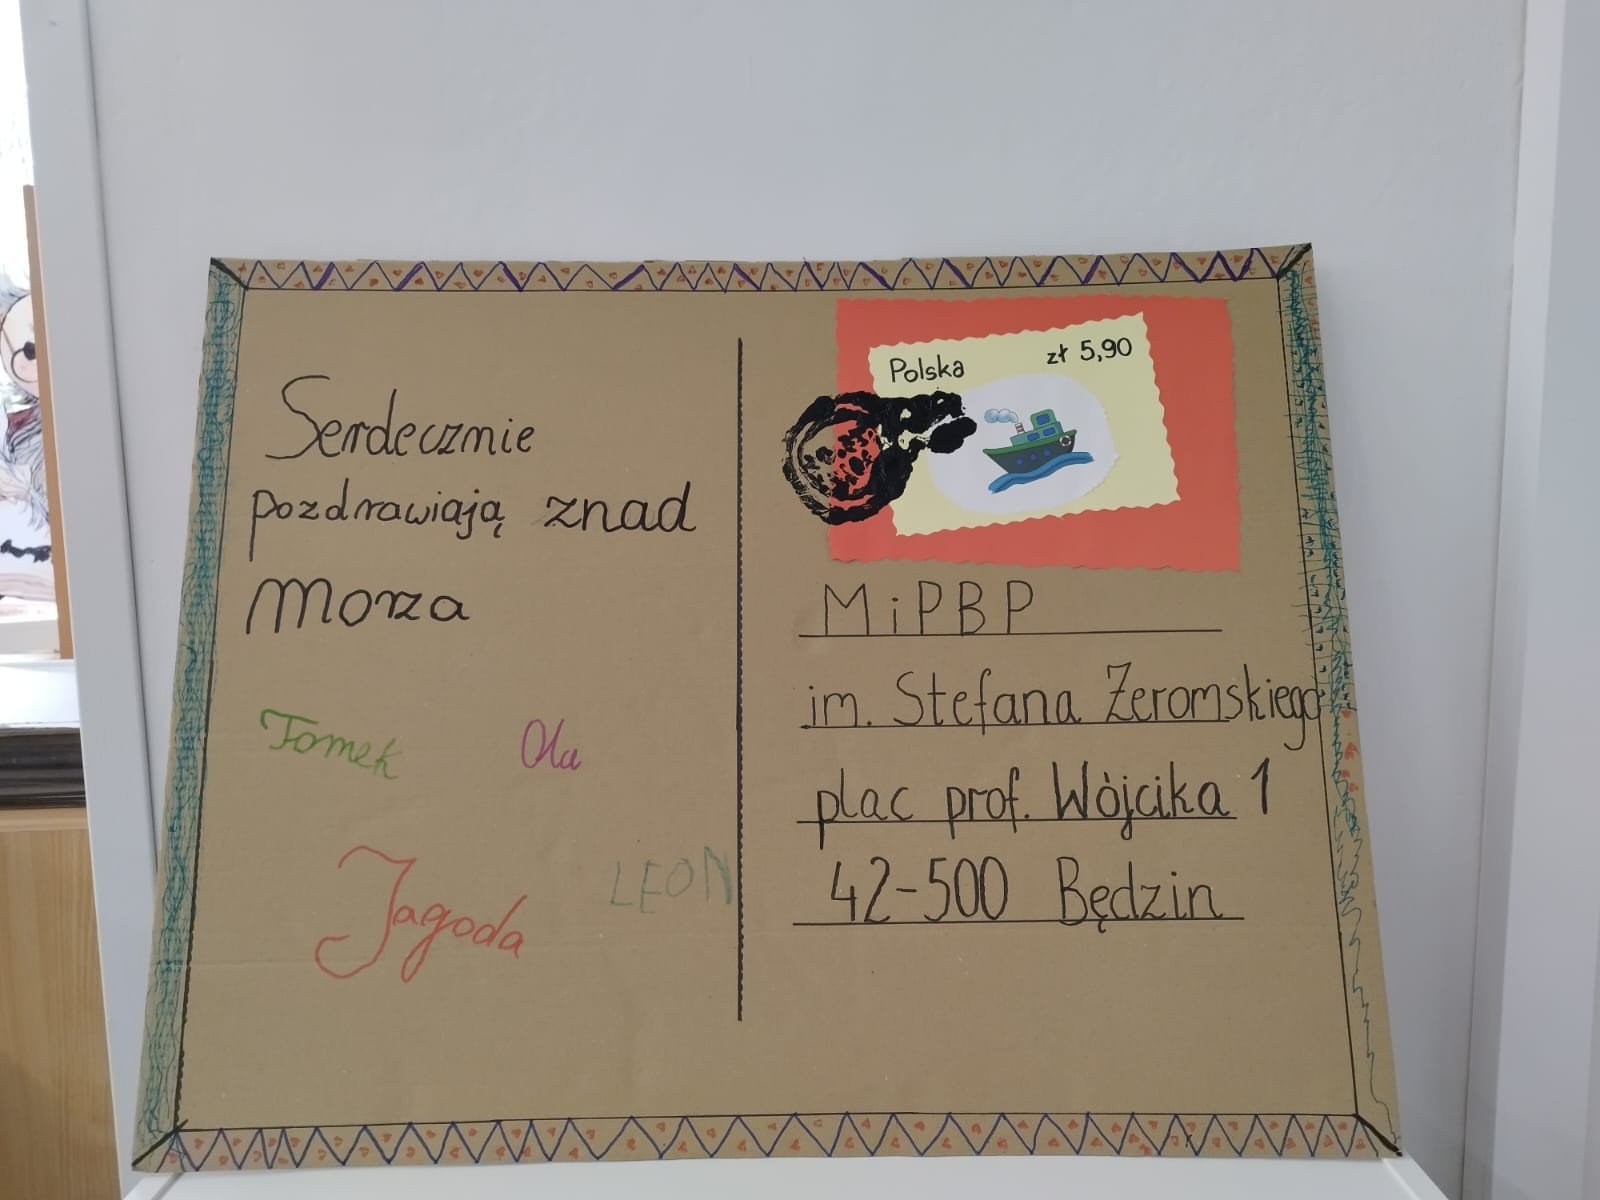 Serdecznie
pozdrawiają znad
Morza
Tomek Ola
Jagoda LEON
Polska zł 5,90
MiPBP
im. Stefana Żeromskiego
plac prof. Wójcika 1
42-500 Będzin